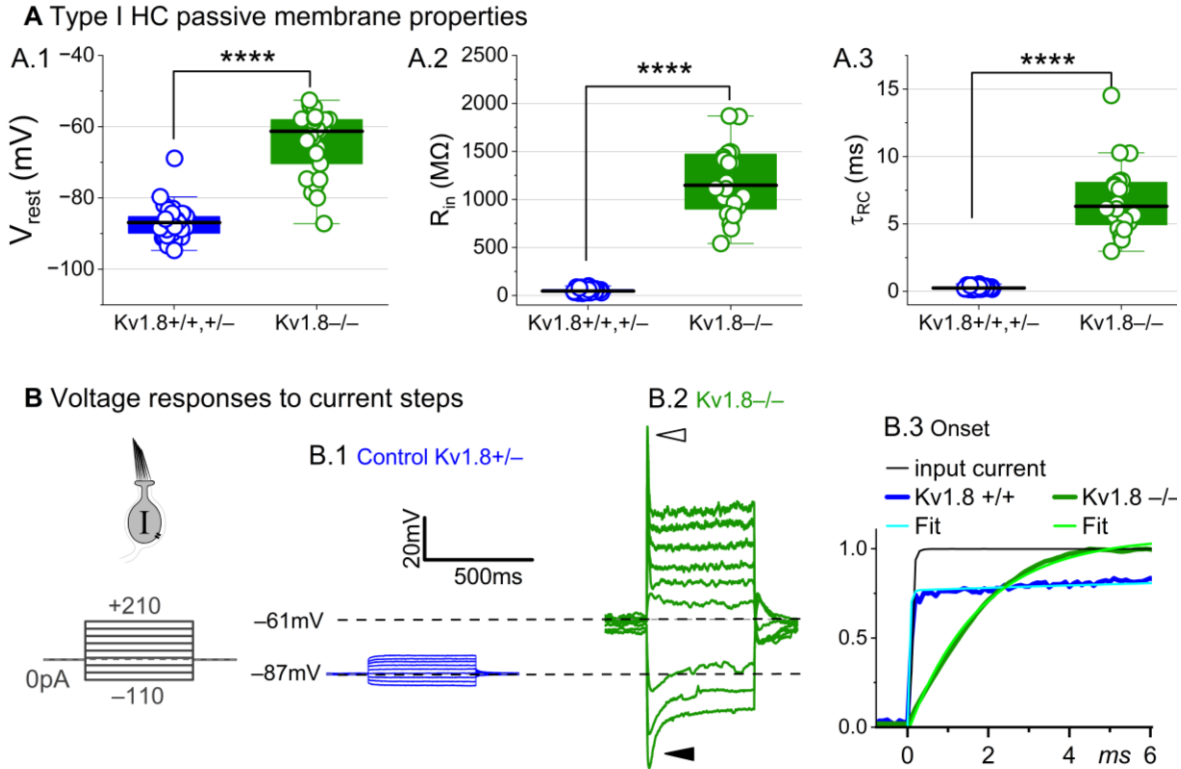 A Type I HC passive membrane properties
A.1
−40
−60
−80
−100
Vrest (mV)
****
Kv1.8+/+,+/–
Kv1.8–/–
A.2
2500
2000
1500
1000
500
0
Rin (MΩ)
****
Kv1.8+/+,+/–
Kv1.8–/–
A.3
15
10
5
0
τRC (ms)
****
Kv1.8+/+,+/–
Kv1.8–/–
B Voltage responses to current steps
I
+210
0pA
–110
B.1 Control Kv1.8+/–
20mV
500ms
–61mV
–87mV
B.2 Kv1.8–/–
B.3 Onset
input current
Kv1.8 +/+
Kv1.8 –/–
Fit
Fit
1.0
0.5
0.0
0 2 4 ms 6